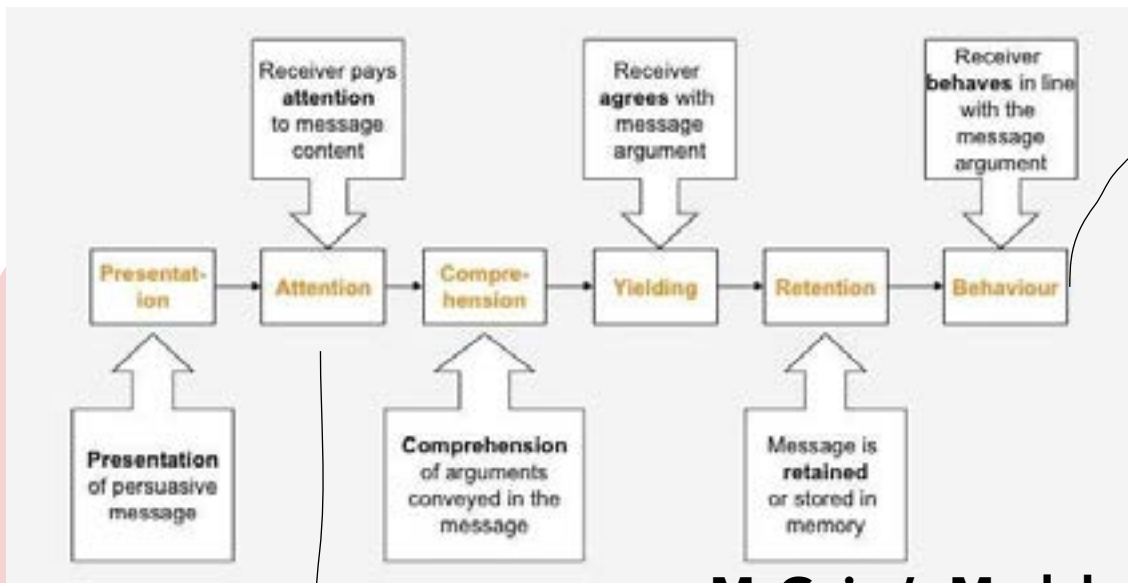 Receiver pays
attention
to message
content
Receiver
agrees with
message
argument
Receiver
behaves in line
with the
message
argument
Presentat-
ion
Attention
Compre-
hension
Yielding
Retention
Behaviour
Presentation
of persuasive
message
Comprehension
of arguments
conveyed in the
message
Message is
retained
or stored in
memory